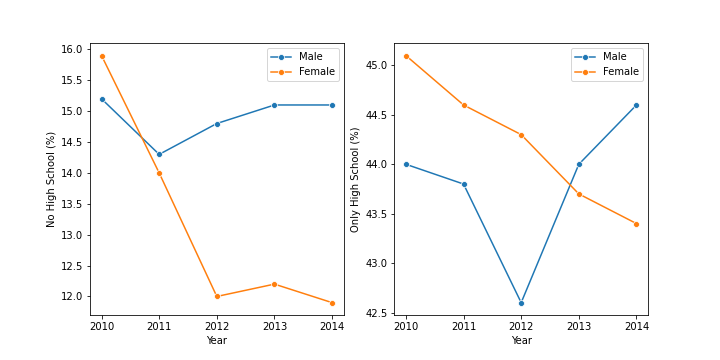 No High School (%)
16.0
15.5
15.0
14.5
14.0
13.5
13.0
12.5
12.0
2010 2011 2012 2013 2014
Year
Male
Female
Only High School (%)
45.0
44.5
44.0
43.5
43.0
42.5
2010 2011 2012 2013 2014
Year
Male
Female